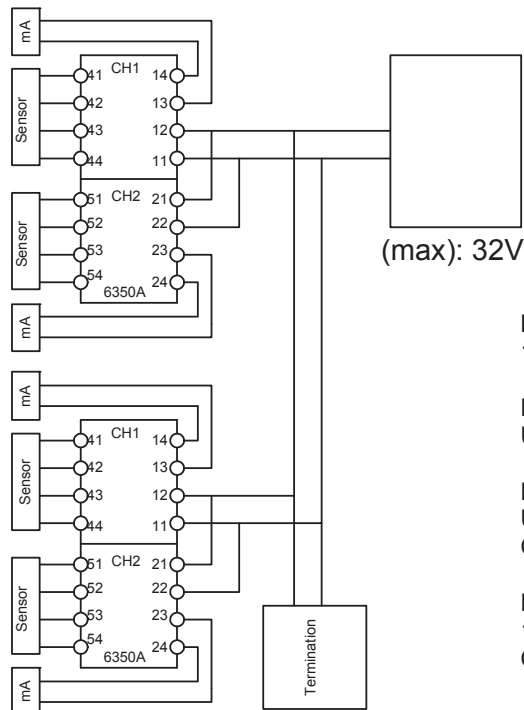 mA
CH1
41 14
42 13
43 12
44 11
Sensor
CH2
51 21
52 22
53 23
54 24
Sensor
6350A
mA
(max): 32V
mA
CH1
41 14
42 13
43 12
44 11
Sensor
CH2
51 21
52 22
53 23
54 24
Sensor
6350A
mA
Termination